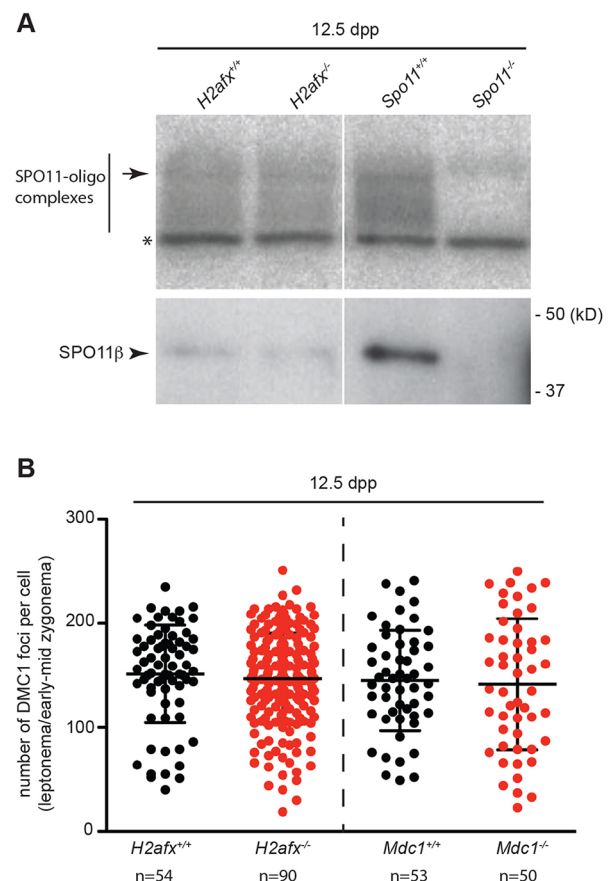 A
12.5 dpp
H2afx+/+ H2afx-/- Spo11+/+ Spo11-/-
SPO11-oligo
complexes
*
- 50 (kD)
SPO11β
- 37
B
12.5 dpp
number of DMC1 foci per cell
(leptonema/early-mid zygonema)
300
200
100
0
H2afx+/+ H2afx-/- Mdc1+/+ Mdc1-/-
n=54 n=90 n=53 n=50